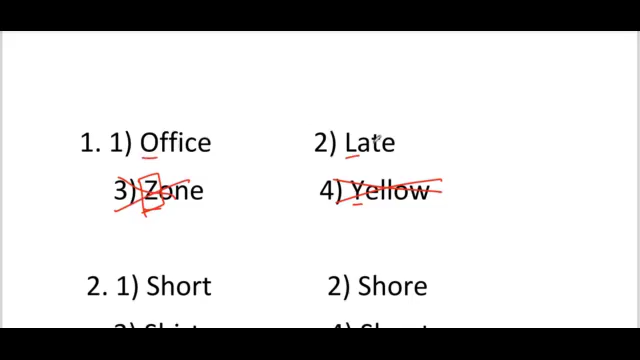 1. 1) Office 2) Late
3) Zone 4) Yellow
2. 1) Short 2) Shore